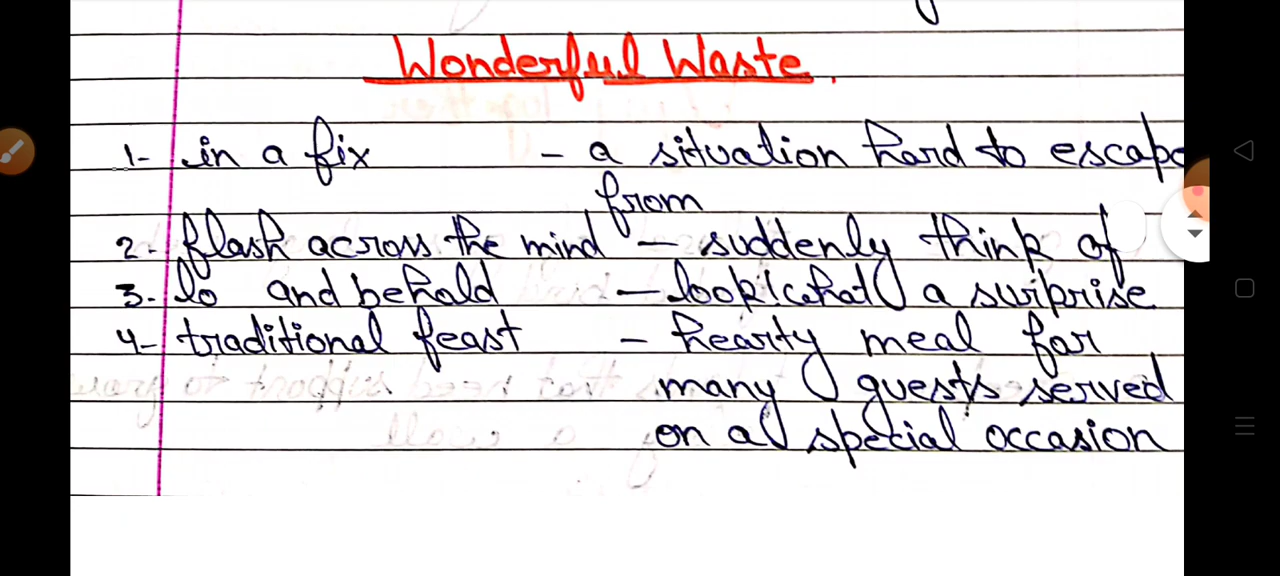 Wonderful Waste.
1- in a fix - a situation hard to escape
from
2- flash across the mind - suddenly think of
3- lo and behold - look! what a surprise
4- traditional feast - hearty meal for
many guests served
on a special occasion